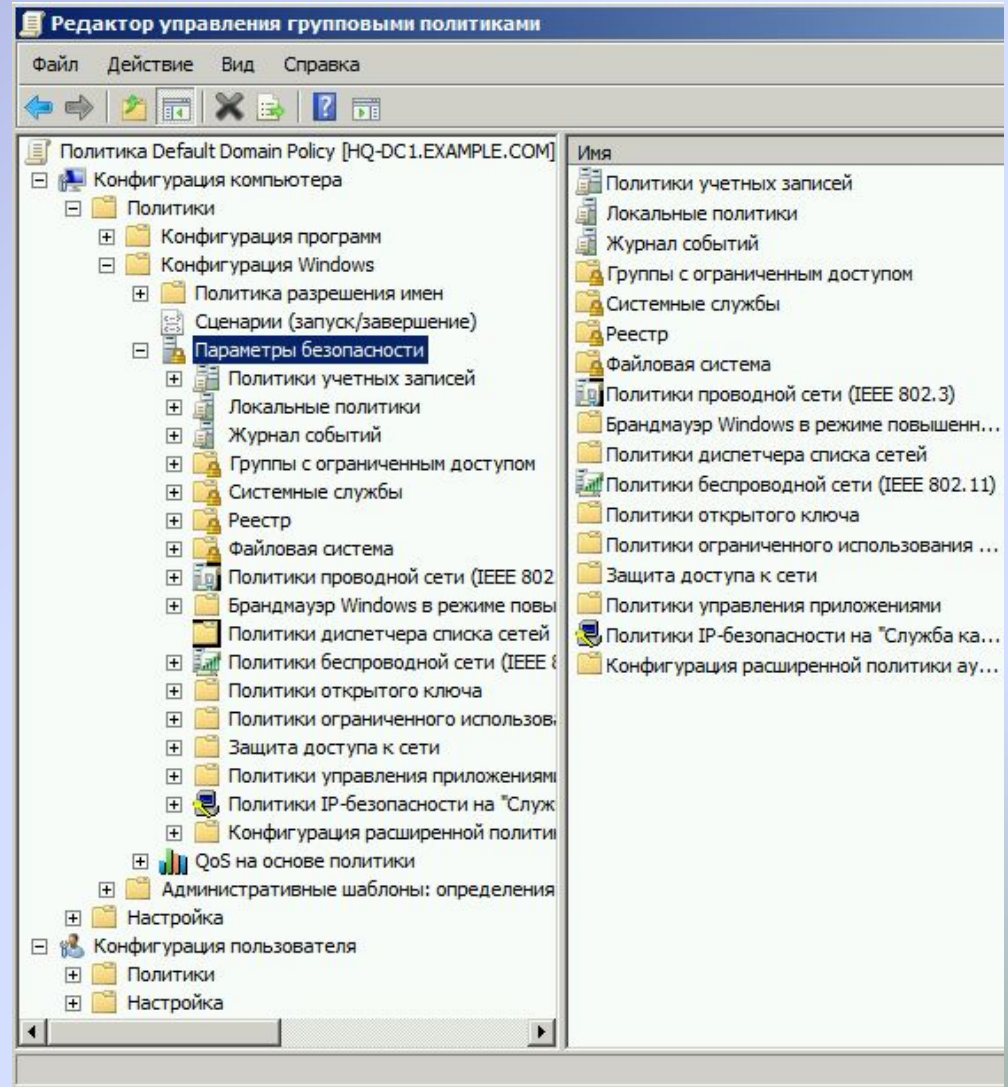 Редактор управления групповыми политиками
Файл Действие Вид Справка
Политика Default Domain Policy [HQ-DC1.EXAMPLE.COM]
Конфигурация компьютера
Политики
Конфигурация программ
Конфигурация Windows
Политика разрешения имен
Сценарии (запуск/завершение)
Параметры безопасности
Политики учетных записей
Локальные политики
Журнал событий
Группы с ограниченным доступом
Системные службы
Реестр
Файловая система
Политики проводной сети (IEEE 802.
Брандмауэр Windows в режиме повы
Политики диспетчера списка сетей
Политики беспроводной сети (IEEE 8
Политики открытого ключа
Политики ограниченного использова
Защита доступа к сети
Политики управления приложениями
Политики IP-безопасности на "Служ
Конфигурация расширенной полити
QoS на основе политики
Административные шаблоны: определения
Настройка
Конфигурация пользователя
Политики
Настройка
Имя
Политики учетных записей
Локальные политики
Журнал событий
Группы с ограниченным доступом
Системные службы
Реестр
Файловая система
Политики проводной сети (IEEE 802.3)
Брандмауэр Windows в режиме повышенн...
Политики диспетчера списка сетей
Политики беспроводной сети (IEEE 802.11)
Политики открытого ключа
Политики ограниченного использования ...
Защита доступа к сети
Политики управления приложениями
Политики IP-безопасности на "Служба ка...
Конфигурация расширенной политики ау...